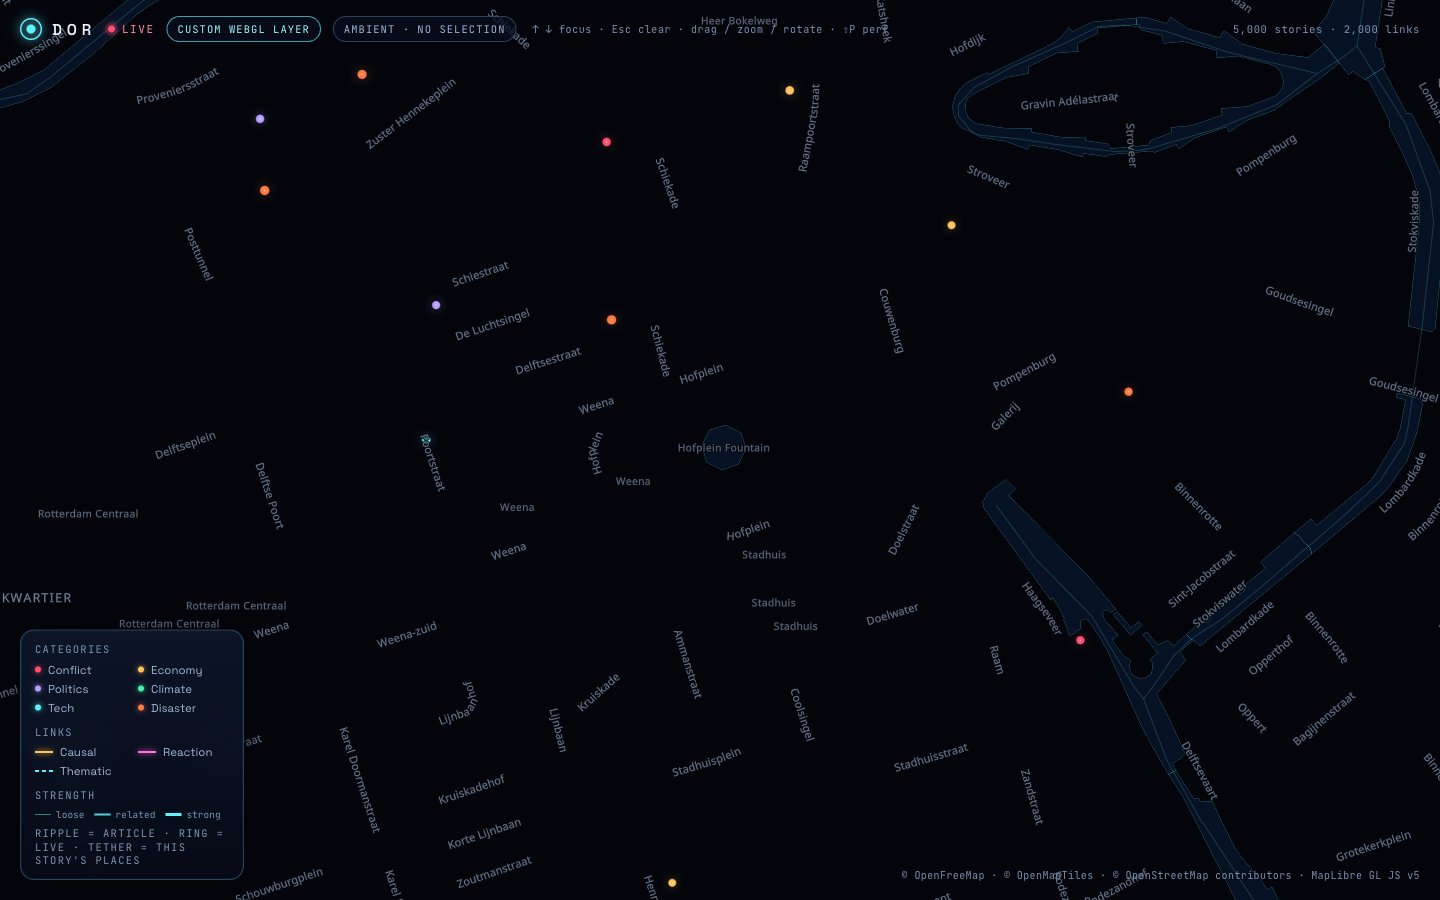 DOR
LIVE
CUSTOM WEBGL LAYER
AMBIENT · NO SELECTION
↑ ↓ focus · Esc clear · drag / zoom / rotate · ⇧P perf
5,000 stories · 2,000 links
Heer Bokelweg
Schiekade
Hofdijk
Provenierssingel
Proveniersstraat
Zuster Hennekeplein
Raampoortstraat
Gravin Adélastraat
Stroveer
Pompenburg
Stroveer
Schiekade
Stokviskade
Posttunnel
Schiestraat
De Luchtsingel
Couwenburg
Goudsesingel
Schiekade
Delftsestraat
Hofplein
Pompenburg
Goudsesingel
Weena
Galerij
Delftseplein
Poortstraat
Hofplein
Hofplein Fountain
Weena
Delftse Poort
Lombardkade
Binnenrotte
Rotterdam Centraal
Weena
Hofplein
Doelstraat
Weena
Stadhuis
Sint-Jacobstraat
KWARTIER
Rotterdam Centraal
Stadhuis
Stokviswater
Haagseveer
Rotterdam Centraal
Weena
Weena-zuid
Stadhuis
Doelwater
Lombardkade
Binnenrotte
Opperthof
Ammanstraat
Raam
Kruiskade
Lijnbaan
Coolsingel
Oppert
Bagijnenstraat
Karel Doormanstraat
Stadhuisplein
Stadhuisstraat
Delftsevaart
Kruiskadehof
Zandstraat
Korte Lijnbaan
Grotekerkplein
Zoutmanstraat
Schouwburgplein
Karel
CATEGORIES
Conflict
Economy
Politics
Climate
Tech
Disaster
LINKS
Causal
Reaction
Thematic
STRENGTH
loose
related
strong
RIPPLE = ARTICLE · RING =
LIVE · TETHER = THIS
STORY'S PLACES
© OpenFreeMap · © OpenMapTiles · © OpenStreetMap contributors · MapLibre GL JS v5